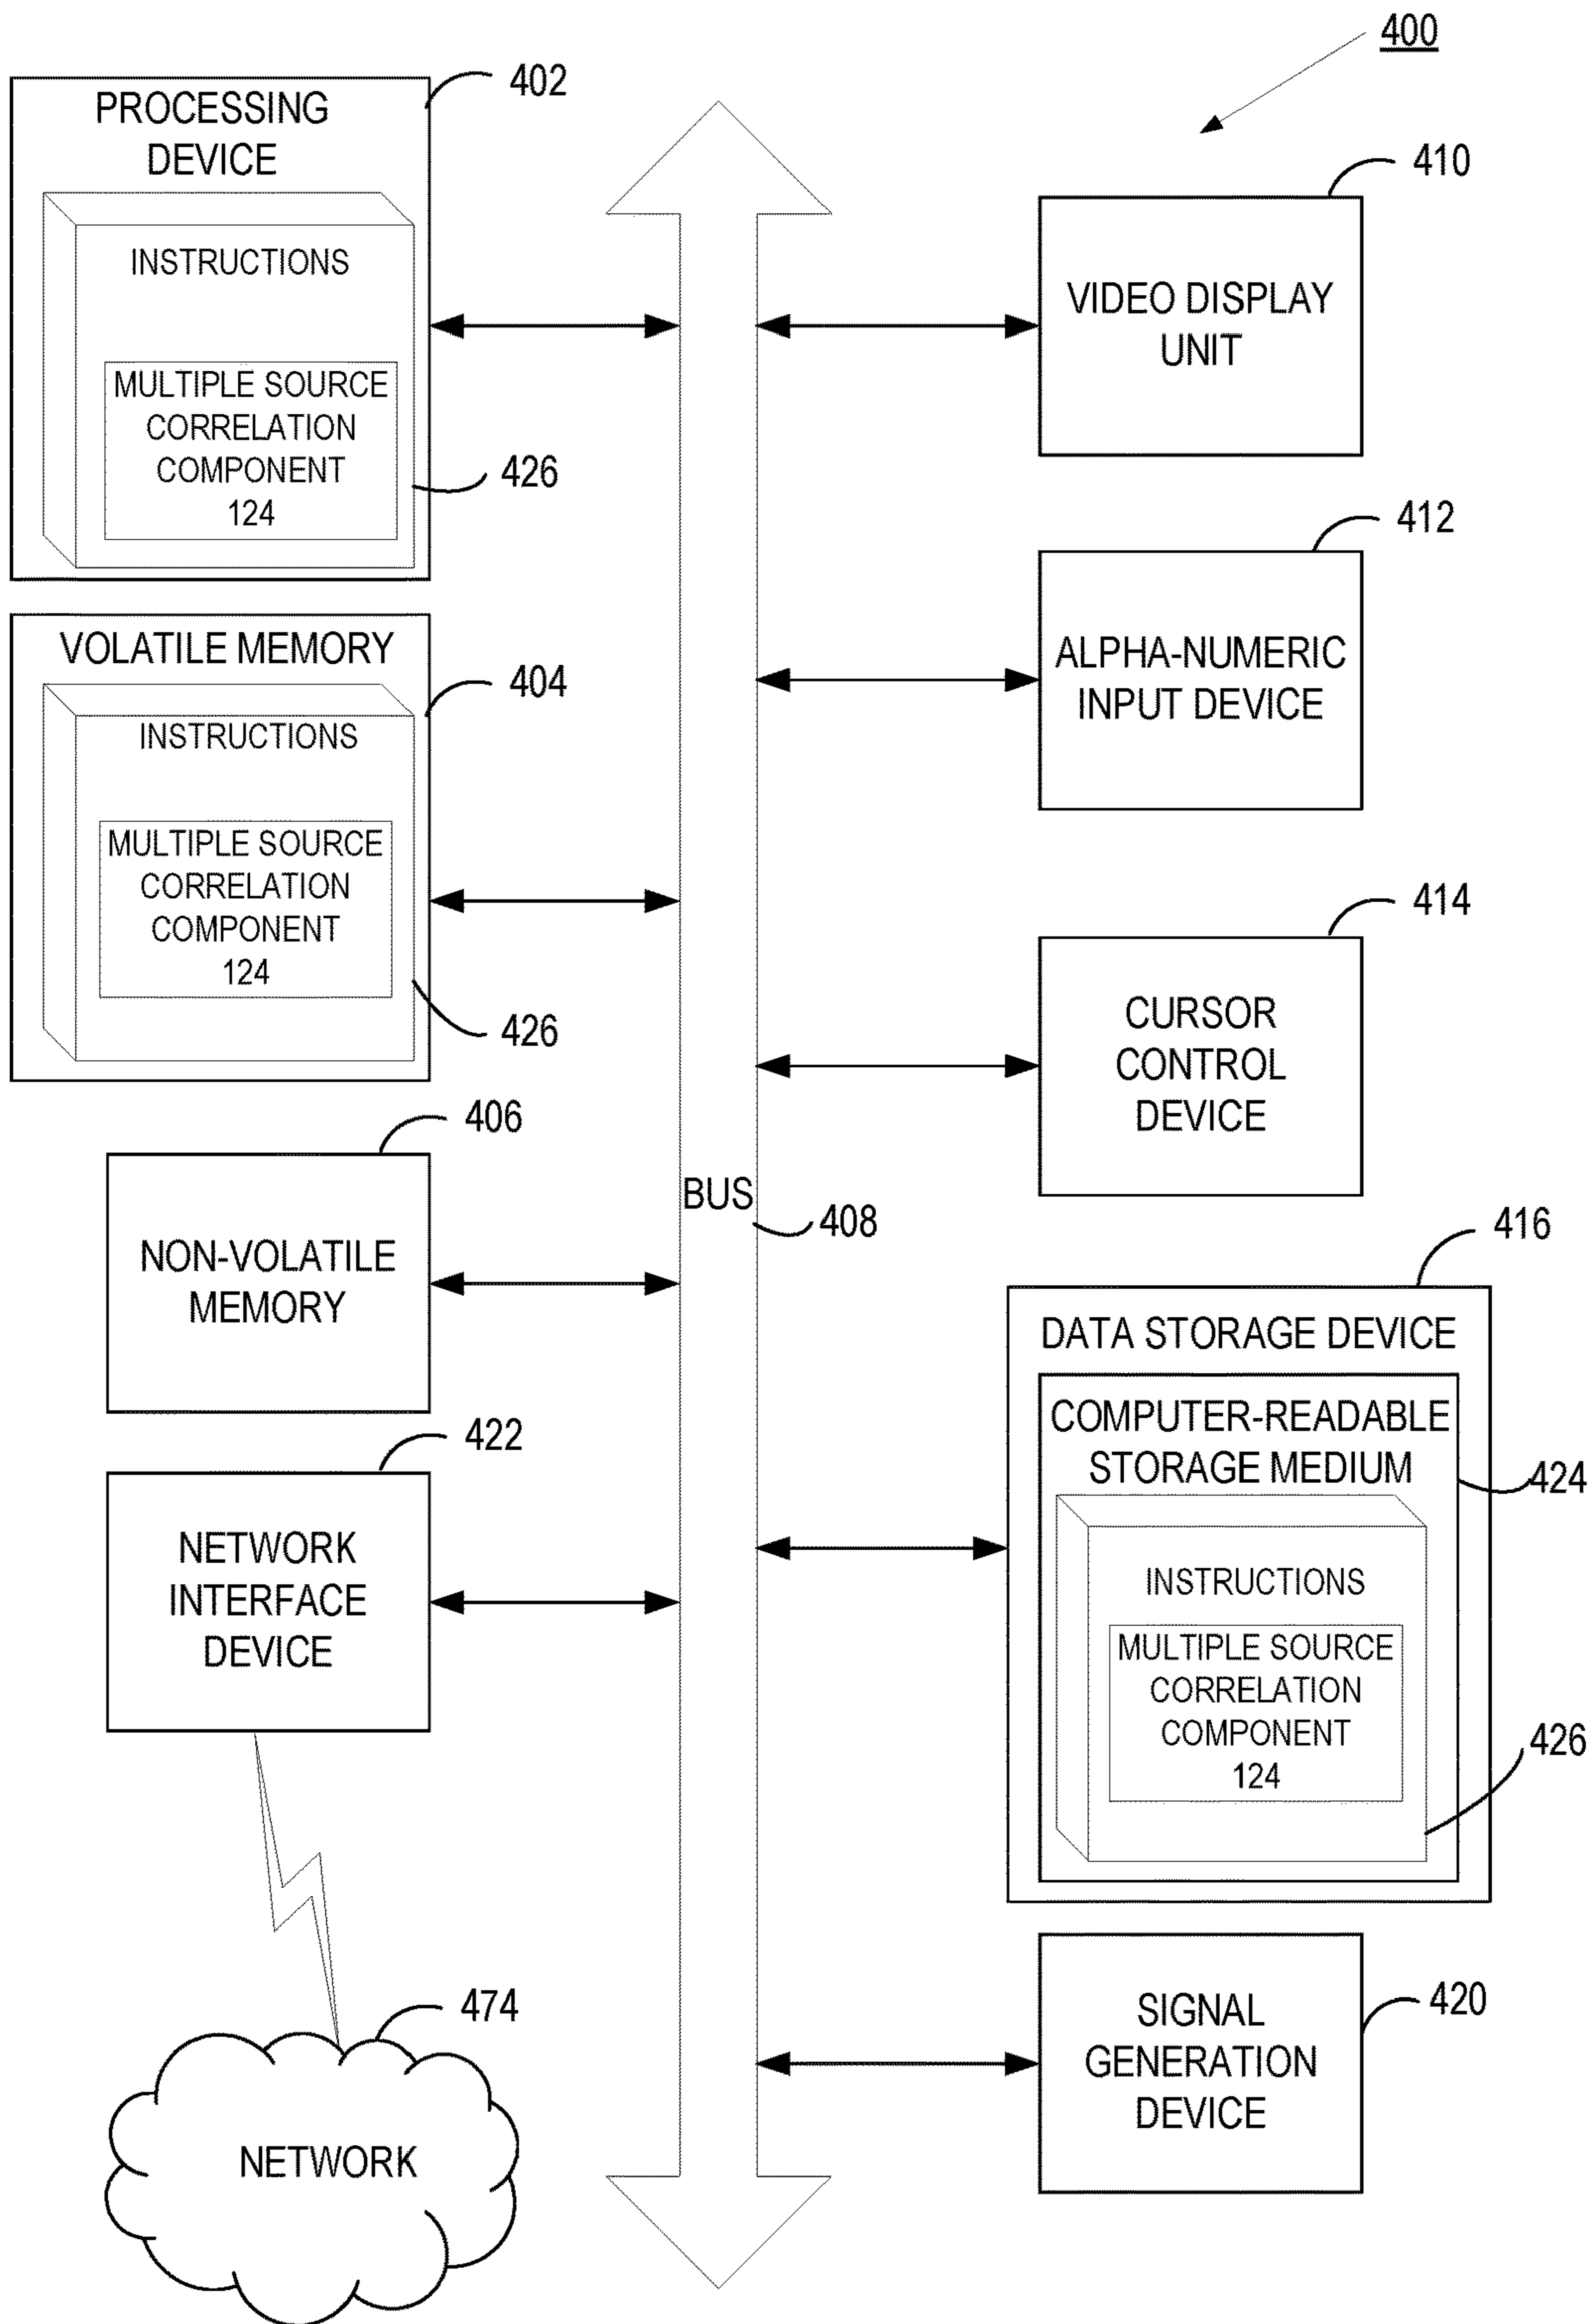 400
402
PROCESSING
DEVICE
INSTRUCTIONS
MULTIPLE SOURCE
CORRELATION
COMPONENT
124
426
VOLATILE MEMORY
404
INSTRUCTIONS
MULTIPLE SOURCE
CORRELATION
COMPONENT
124
426
406
NON-VOLATILE
MEMORY
422
NETWORK
INTERFACE
DEVICE
474
NETWORK
BUS
408
410
VIDEO DISPLAY
UNIT
412
ALPHA-NUMERIC
INPUT DEVICE
414
CURSOR
CONTROL
DEVICE
416
DATA STORAGE DEVICE
COMPUTER-READABLE
STORAGE MEDIUM
424
INSTRUCTIONS
MULTIPLE SOURCE
CORRELATION
COMPONENT
124
426
420
SIGNAL
GENERATION
DEVICE